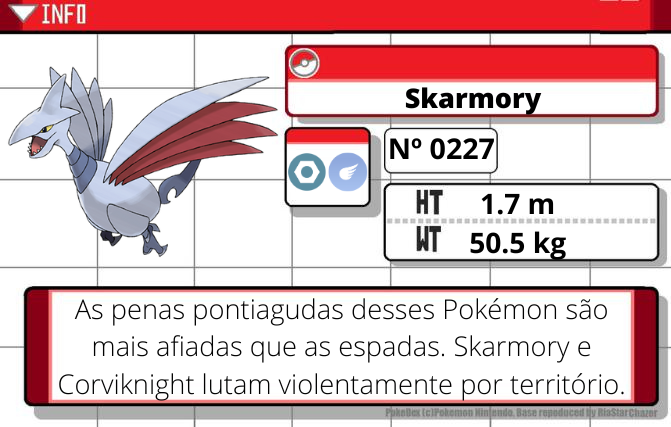 INFO
Skarmory
Nº 0227
HT 1.7 m
WT 50.5 kg
As penas pontiagudas desses Pokémon são
mais afiadas que as espadas. Skarmory e
Corviknight lutam violentamente por território.
PokeDex (c)Pokemon Nintendo. Base repoduced by RiaStarChazer